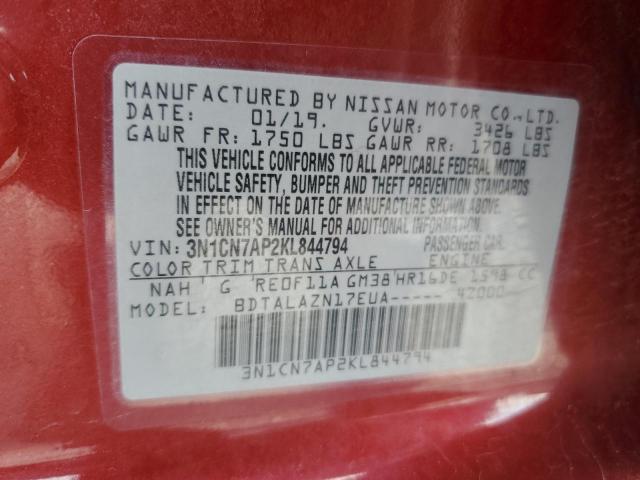 MANUFACTURED BY NISSAN MOTOR CO.,LTD.
DATE: 01/19. GVWR: 3426 LBS
GAWR FR: 1750 LBS GAWR RR: 1708 LBS
THIS VEHICLE CONFORMS TO ALL APPLICABLE FEDERAL MOTOR
VEHICLE SAFETY, BUMPER AND THEFT PREVENTION STANDARDS
IN EFFECT ON THE DATE OF MANUFACTURE SHOWN ABOVE.
SEE OWNER'S MANUAL FOR ADDITIONAL INFORMATION
VIN: 3N1CN7AP2KL844794 PASSENGER CAR.
COLOR TRIM TRANS AXLE ENGINE
NAH G RE0F11A GM38 HR16DE 1598 CC
MODEL: BDTALAZN17EUA----- 42000
3N1CN7AP2KL844794